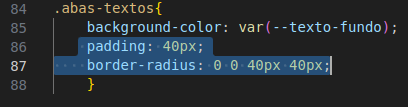 84 .abas-textos{
85 background-color: var(--texto-fundo);
86 padding: 40px;
87 border-radius: 0 0 40px 40px;
88 }